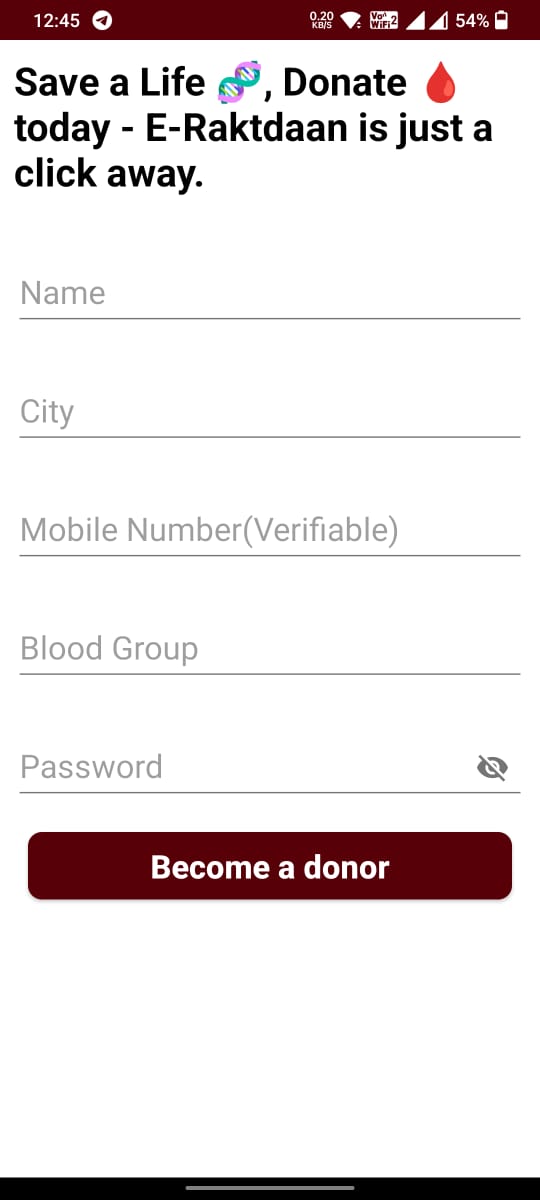 12:45 0.20 KB/S Vo WiFi 2 54%
Save a Life 🧬, Donate 🩸
today - E-Raktdaan is just a
click away.
Name
City
Mobile Number(Verifiable)
Blood Group
Password
Become a donor